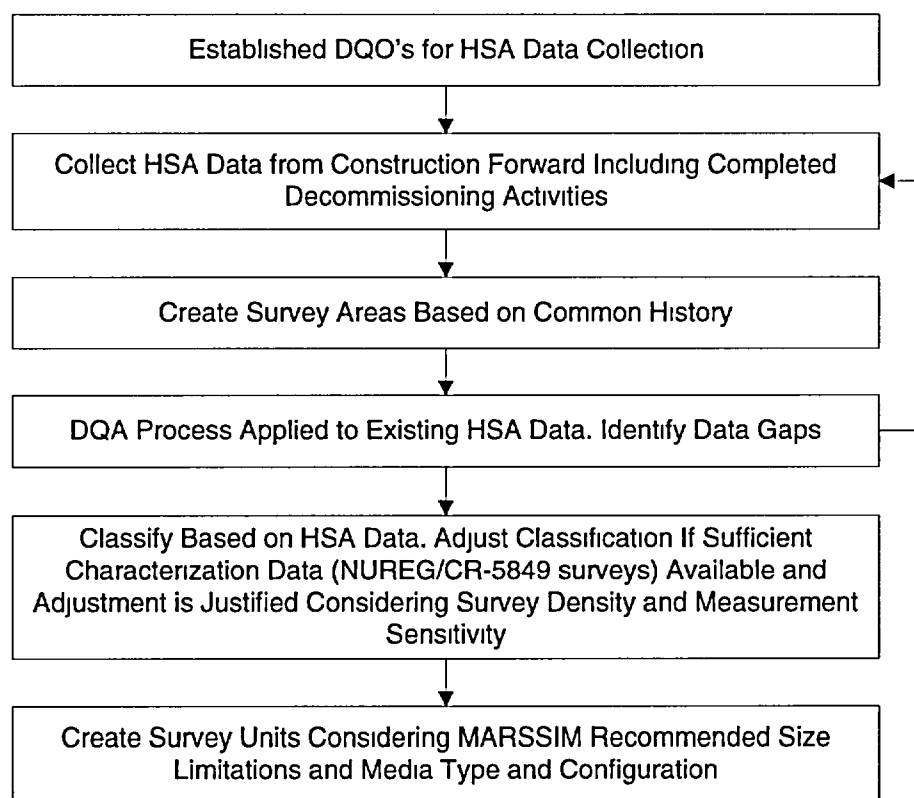 Established DQO's for HSA Data Collection
Collect HSA Data from Construction Forward Including Completed
Decommissioning Activities
Create Survey Areas Based on Common History
DQA Process Applied to Existing HSA Data. Identify Data Gaps
Classify Based on HSA Data. Adjust Classification If Sufficient
Characterization Data (NUREG/CR-5849 surveys) Available and
Adjustment is Justified Considering Survey Density and Measurement
Sensitivity
Create Survey Units Considering MARSSIM Recommended Size
Limitations and Media Type and Configuration